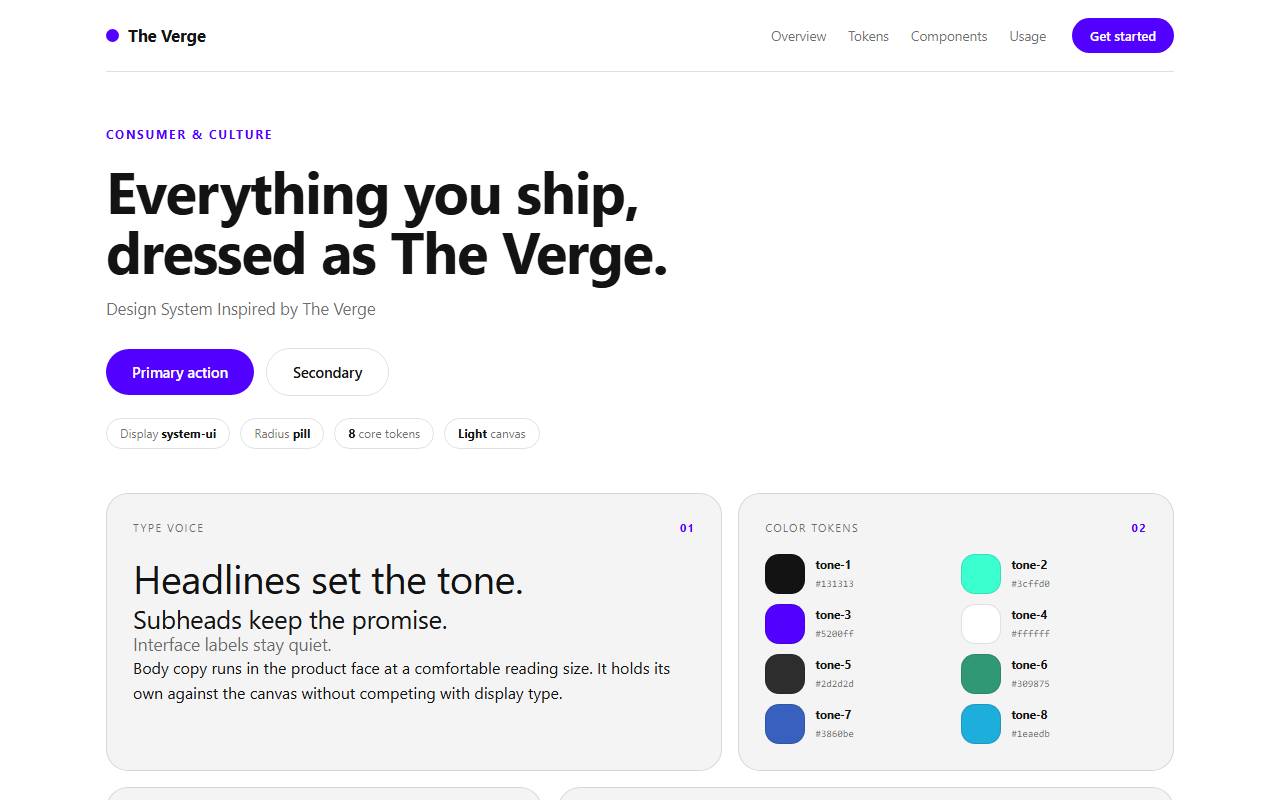 The Verge
Overview Tokens Components Usage Get started
CONSUMER & CULTURE
Everything you ship,
dressed as The Verge.
Design System Inspired by The Verge
Primary action Secondary
Display system-ui Radius pill 8 core tokens Light canvas
TYPE VOICE 01
Headlines set the tone.
Subheads keep the promise.
Interface labels stay quiet.
Body copy runs in the product face at a comfortable reading size. It holds its
own against the canvas without competing with display type.
COLOR TOKENS 02
tone-1
#131313
tone-2
#3cffd0
tone-3
#5200ff
tone-4
#ffffff
tone-5
#2d2d2d
tone-6
#309875
tone-7
#3860be
tone-8
#1eaedb